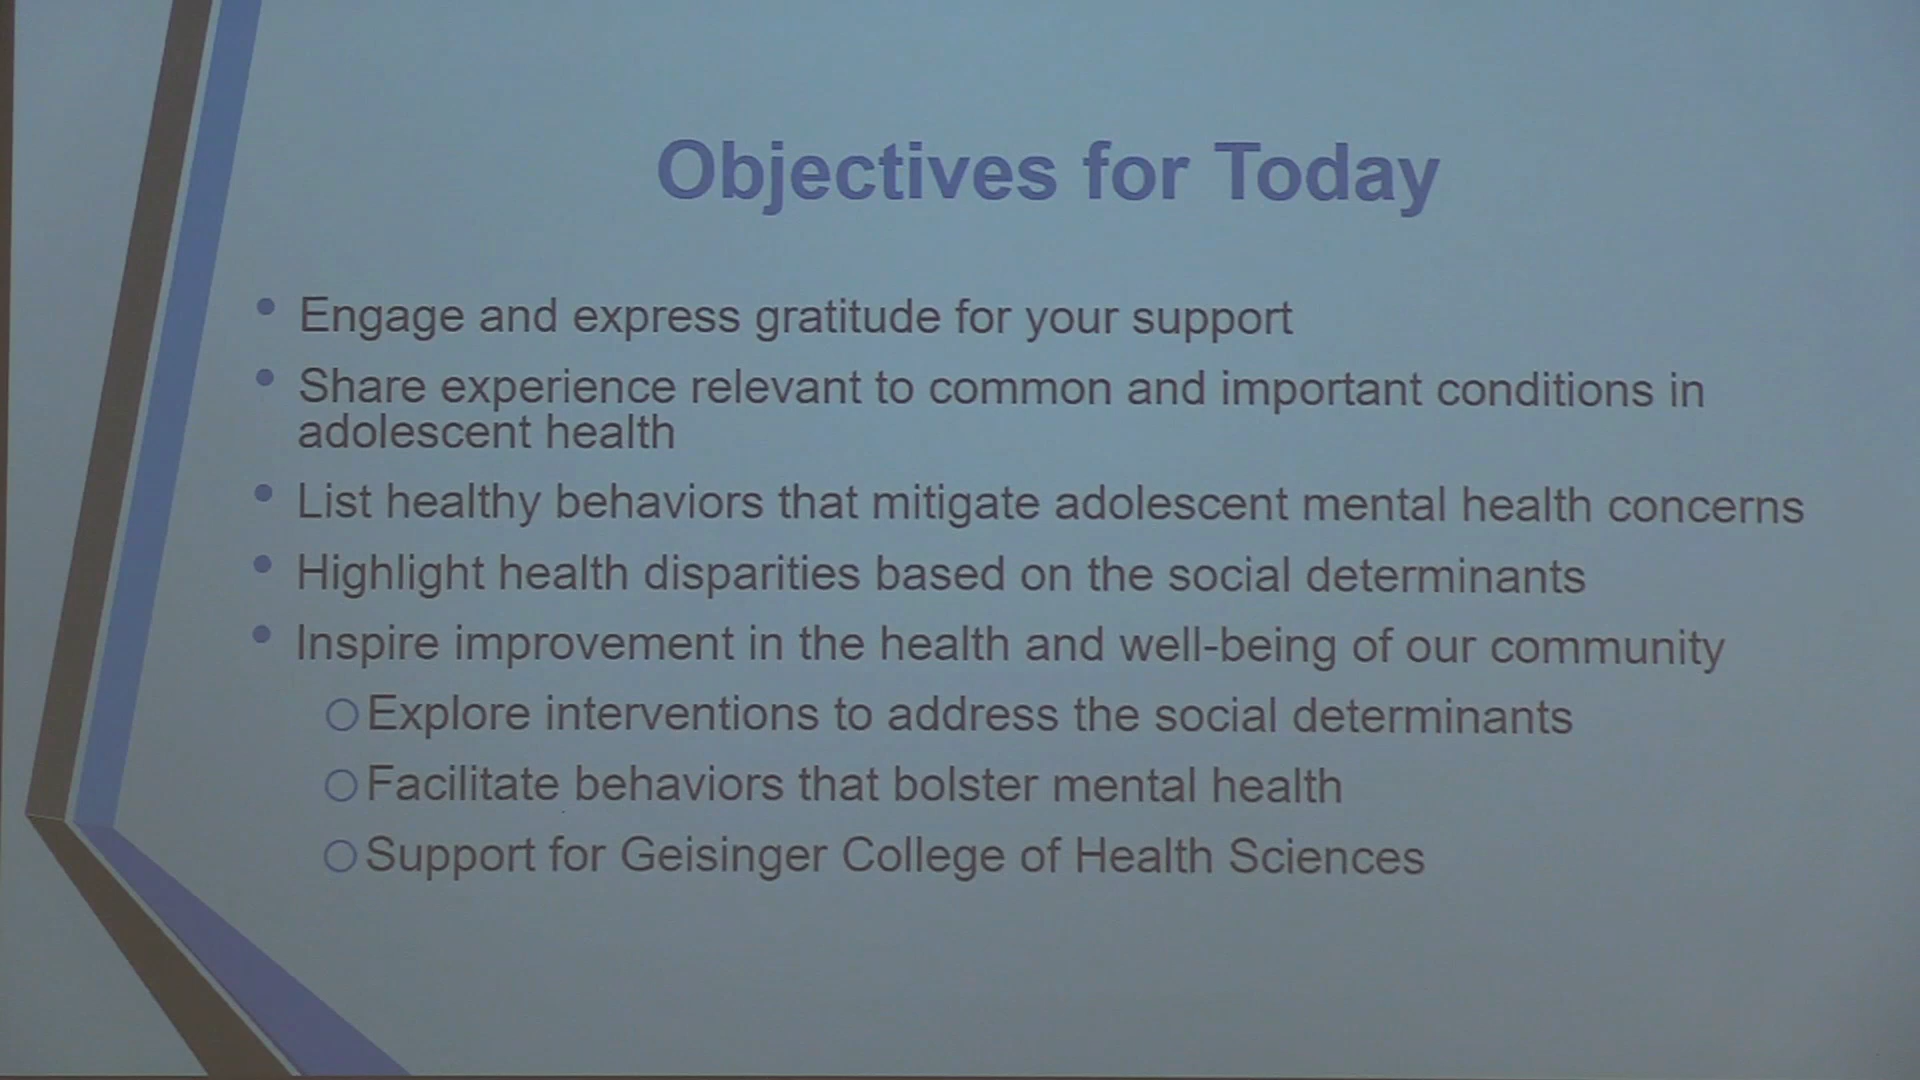 Objectives for Today
• Engage and express gratitude for your support
• Share experience relevant to common and important conditions in
adolescent health
• List healthy behaviors that mitigate adolescent mental health concerns
• Highlight health disparities based on the social determinants
• Inspire improvement in the health and well-being of our community
○ Explore interventions to address the social determinants
○ Facilitate behaviors that bolster mental health
○ Support for Geisinger College of Health Sciences